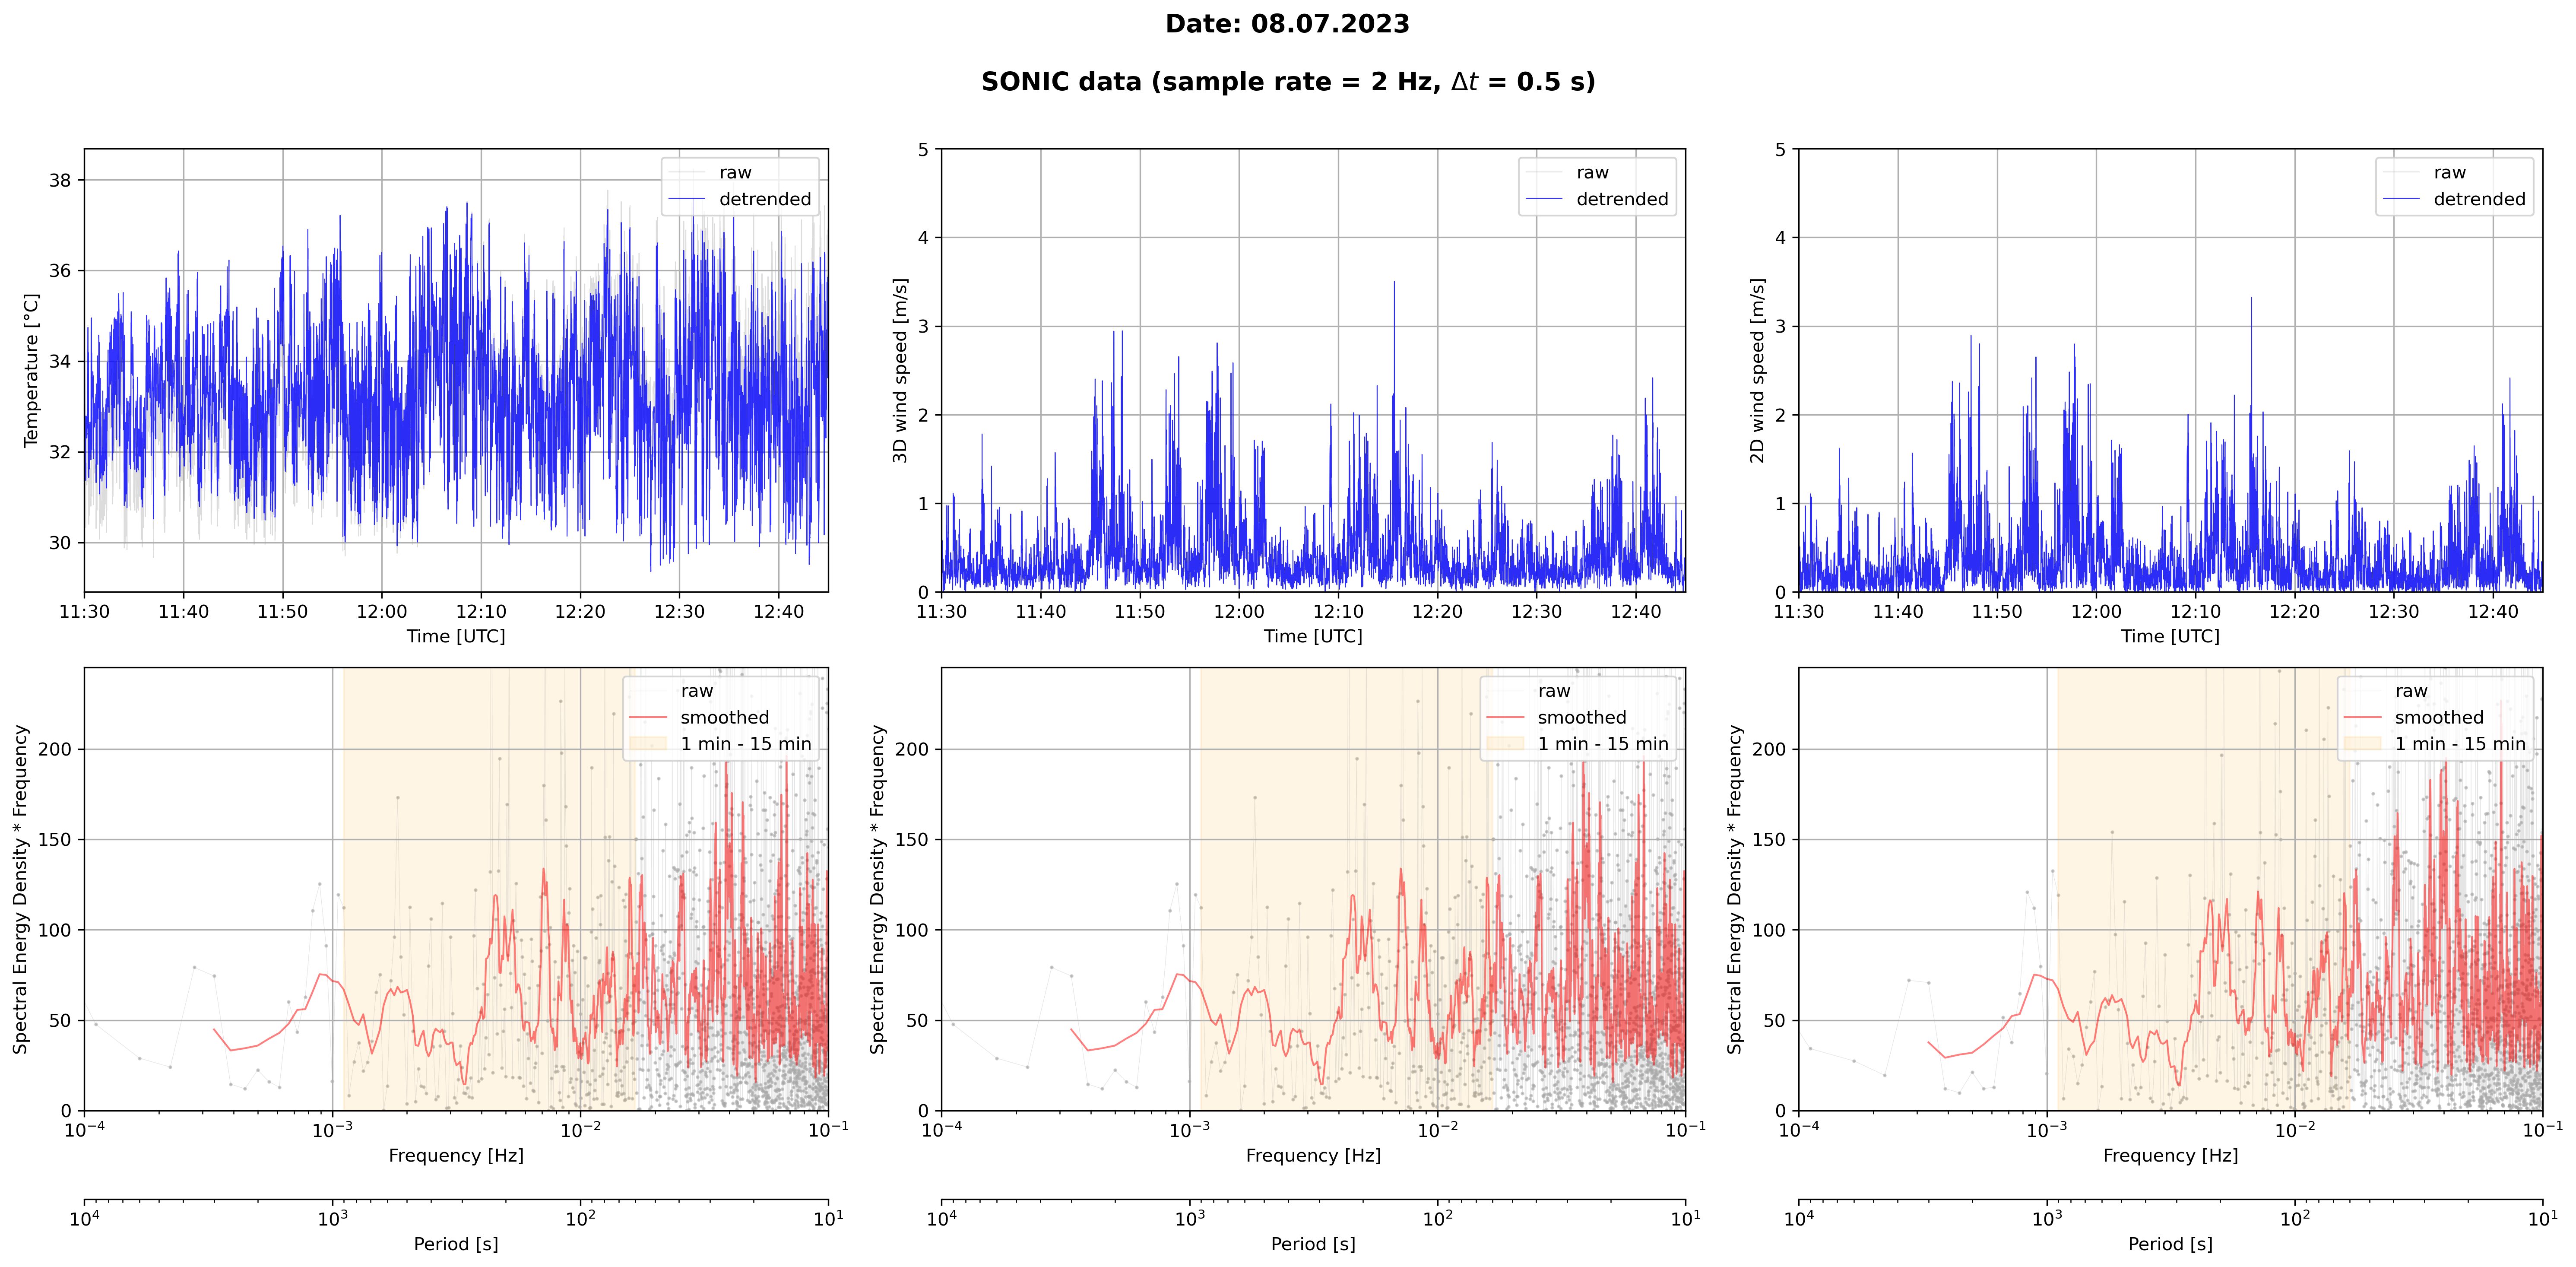 Date: 08.07.2023
SONIC data (sample rate = 2 Hz, Δt = 0.5 s)
Temperature [°C]
38
36
34
32
30
raw
detrended
11:30 11:40 11:50 12:00 12:10 12:20 12:30 12:40
Time [UTC]
3D wind speed [m/s]
5
4
3
2
1
0
raw
detrended
11:30 11:40 11:50 12:00 12:10 12:20 12:30 12:40
Time [UTC]
2D wind speed [m/s]
5
4
3
2
1
0
raw
detrended
11:30 11:40 11:50 12:00 12:10 12:20 12:30 12:40
Time [UTC]
Spectral Energy Density * Frequency
200
150
100
50
0
raw
smoothed
1 min - 15 min
10⁻⁴ 10⁻³ 10⁻² 10⁻¹
Frequency [Hz]
10⁴ 10³ 10² 10¹
Period [s]
Spectral Energy Density * Frequency
200
150
100
50
0
raw
smoothed
1 min - 15 min
10⁻⁴ 10⁻³ 10⁻² 10⁻¹
Frequency [Hz]
10⁴ 10³ 10² 10¹
Period [s]
Spectral Energy Density * Frequency
200
150
100
50
0
raw
smoothed
1 min - 15 min
10⁻⁴ 10⁻³ 10⁻² 10⁻¹
Frequency [Hz]
10⁴ 10³ 10² 10¹
Period [s]